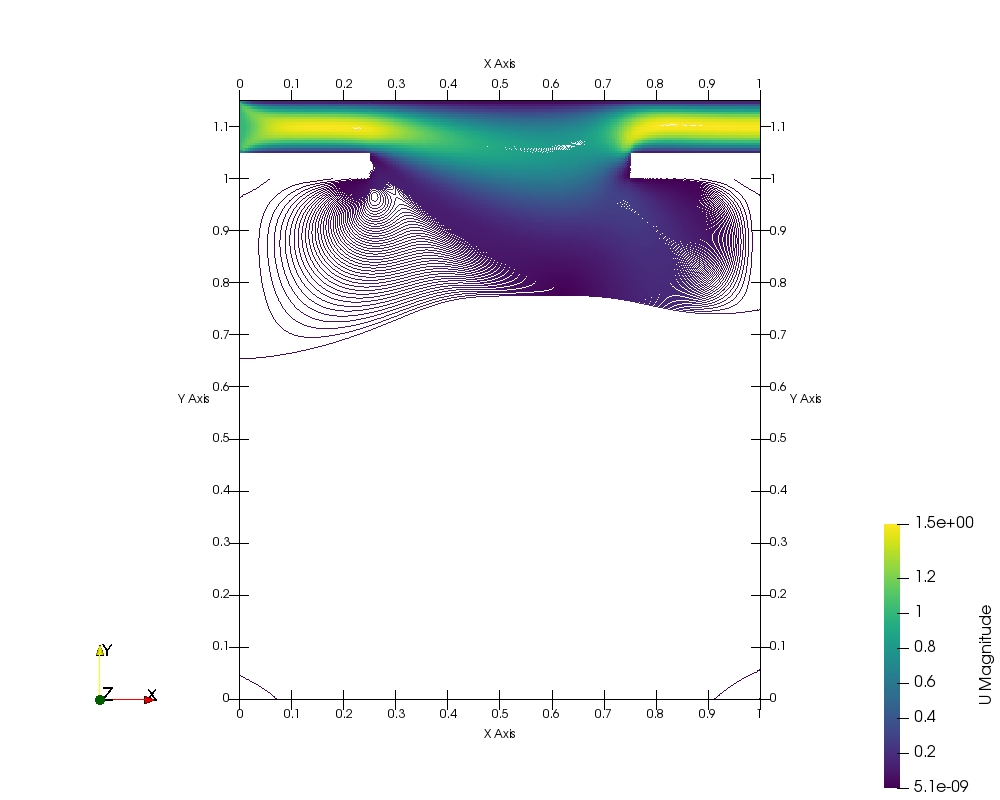 X Axis
0 0.1 0.2 0.3 0.4 0.5 0.6 0.7 0.8 0.9 1
1.1 1.1
1 1
0.9 0.9
0.8 0.8
0.7 0.7
0.6 0.6
Y Axis Y Axis
0.5 0.5
0.4 0.4
0.3 0.3
0.2 0.2
0.1 0.1
0 0
0 0.1 0.2 0.3 0.4 0.5 0.6 0.7 0.8 0.9 1
X Axis
Y
Z X
1.5e+00
1.2
1
0.8
0.6
0.4
0.2
5.1e-09
U Magnitude